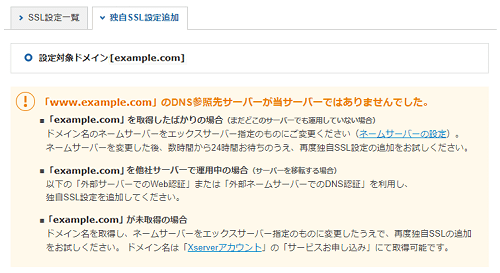 SSL設定一覧
独自SSL設定追加
設定対象ドメイン[example.com]
「www.example.com」のDNS参照先サーバーが当サーバーではありませんでした。
■「example.com」を取得したばかりの場合（まだどこのサーバーでも運用していない場合）
ドメイン名のネームサーバーをエックスサーバー指定のものにご変更ください（ネームサーバーの設定）。
ネームサーバーを変更した後、数時間から24時間お待ちのうえ、再度独自SSL設定の追加をお試しください。
■「example.com」を他社サーバーで運用中の場合（サーバーを移転する場合）
以下の「外部サーバーでのWeb認証」または「外部ネームサーバーでのDNS認証」を利用し、
独自SSL設定を追加してください。
■「example.com」が未取得の場合
ドメイン名を取得し、ネームサーバーをエックスサーバー指定のものに変更したうえで、再度独自SSLの追加
をお試しください。 ドメイン名は「Xserverアカウント」の「サービスお申し込み」にて取得可能です。